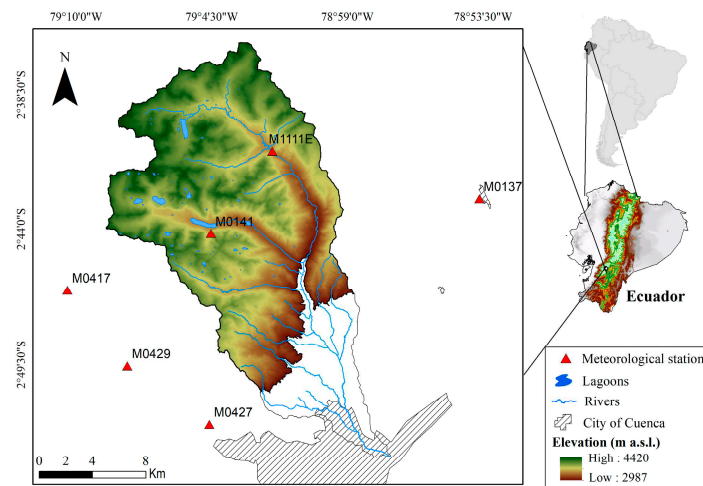 79°10'0"W 79°4'30"W 78°59'0"W 78°53'30"W
2°38'30"S
2°44'0"S
2°49'30"S
N
M1111E
M0137
M0141
M0417
M0429
M0427
0 2 4 8
Km
Ecuador
Meteorological station
Lagoons
Rivers
City of Cuenca
Elevation (m a.s.l.)
High : 4420
Low : 2987